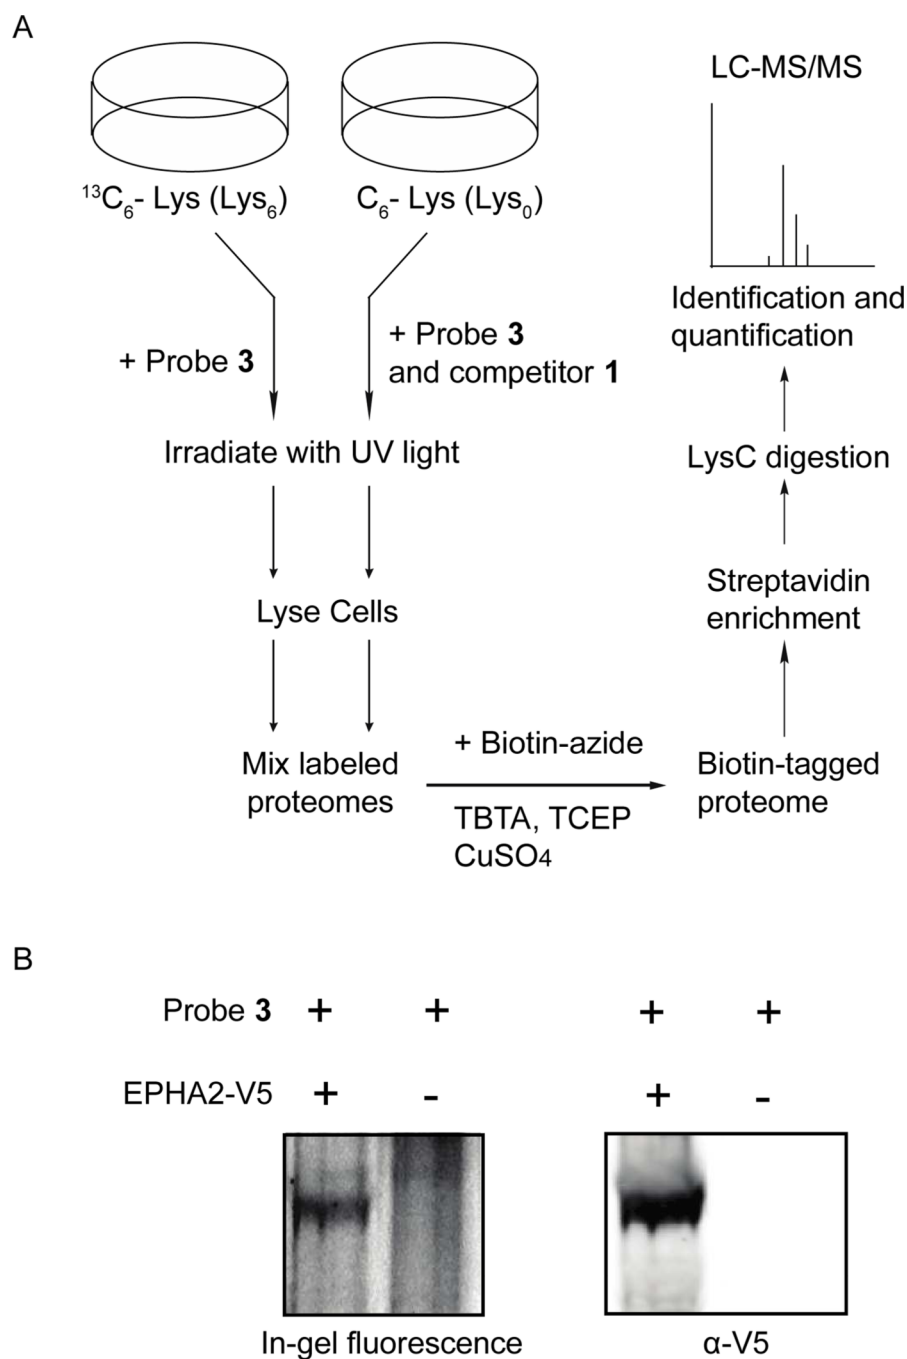 A
¹³C₆- Lys (Lys₆)
C₆- Lys (Lys₀)
+ Probe 3
+ Probe 3
and competitor 1
Irradiate with UV light
Lyse Cells
Mix labeled
proteomes
+ Biotin-azide
TBTA, TCEP
CuSO4
Biotin-tagged
proteome
Streptavidin
enrichment
LysC digestion
Identification and
quantification
LC-MS/MS
B
Probe 3 + + + +
EPHA2-V5 + - + -
In-gel fluorescence
α-V5